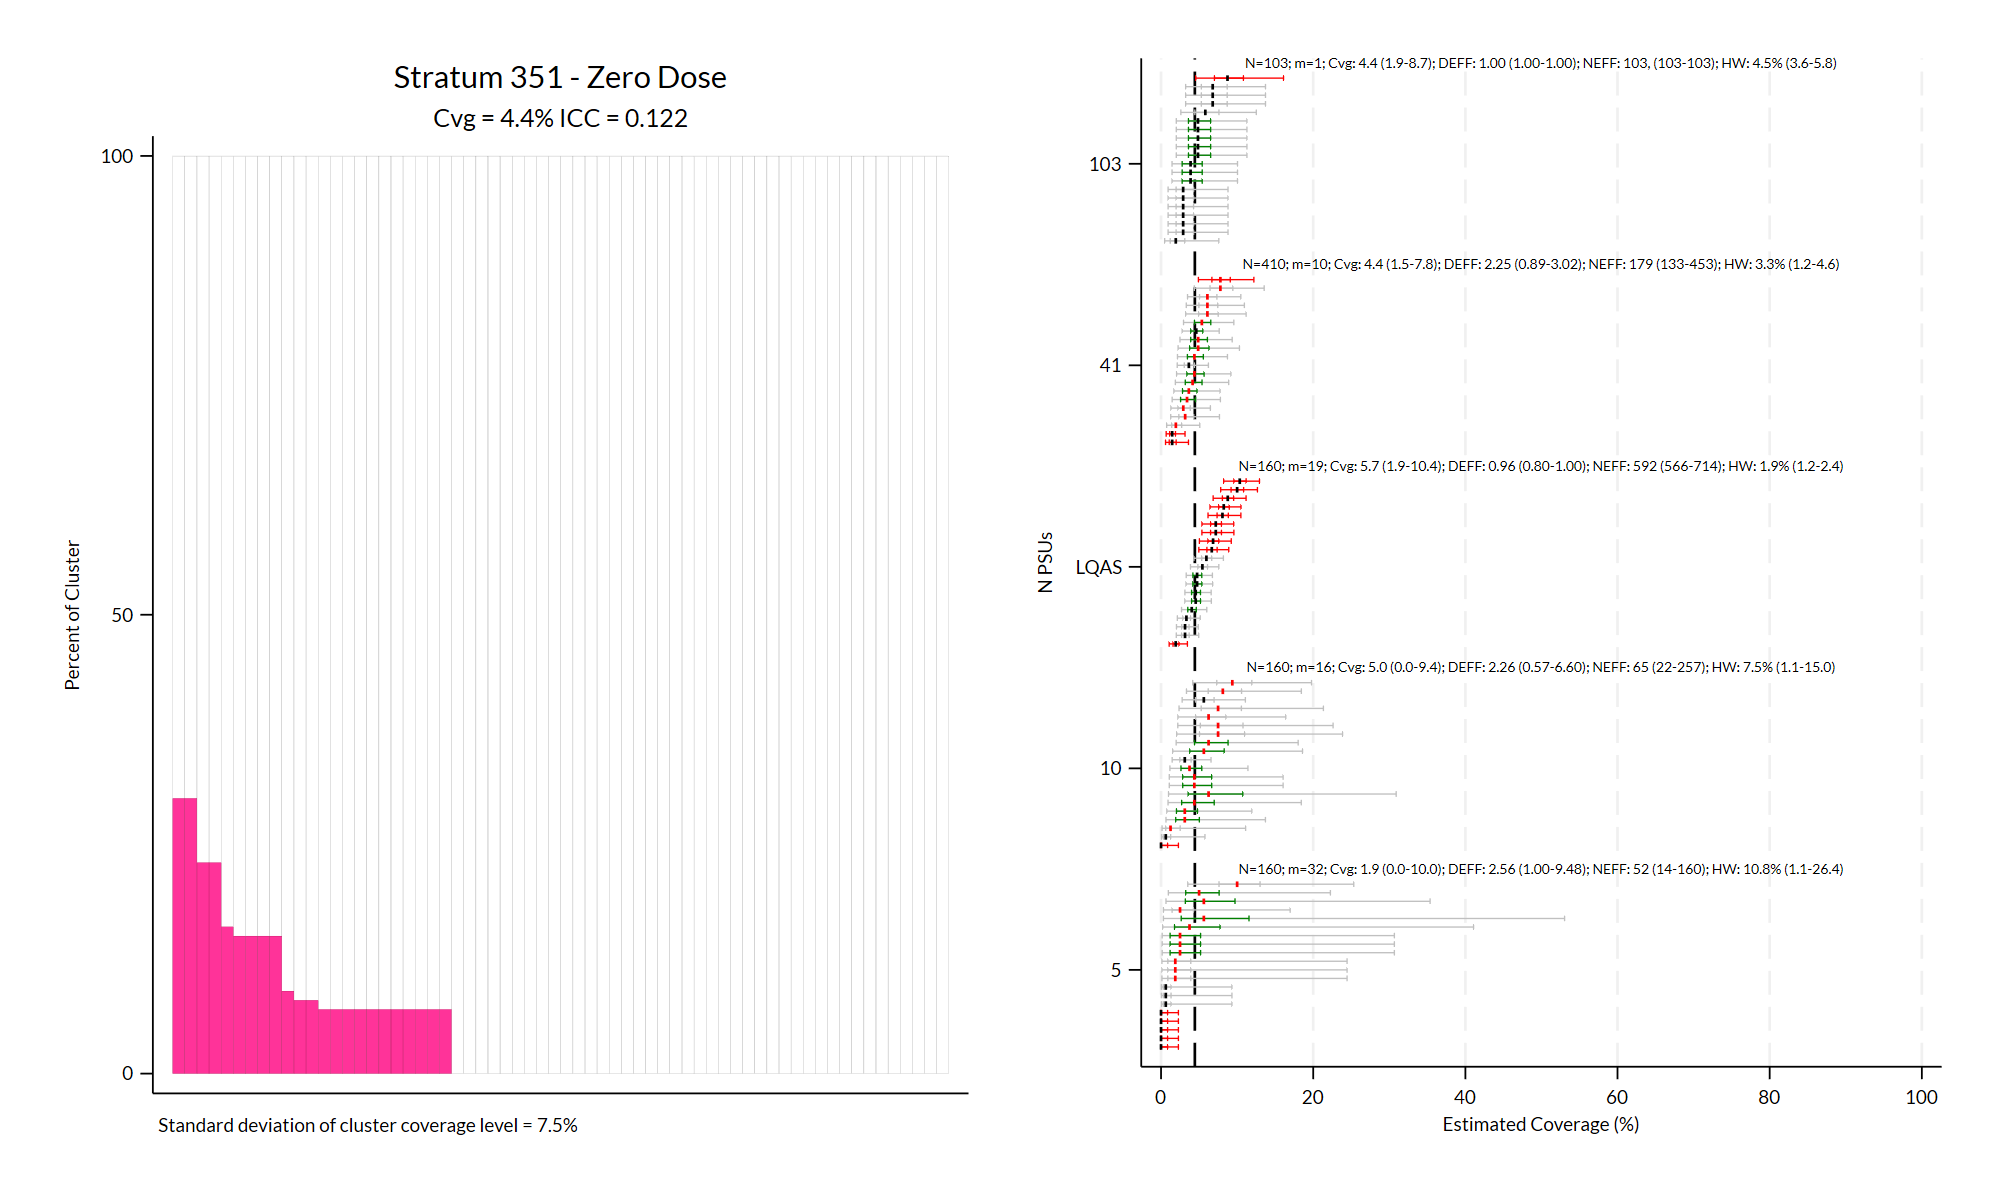 Stratum 351 - Zero Dose
Cvg = 4.4% ICC = 0.122
100
50
0
Percent of Cluster
Standard deviation of cluster coverage level = 7.5%
N=103; m=1; Cvg: 4.4 (1.9-8.7); DEFF: 1.00 (1.00-1.00); NEFF: 103, (103-103); HW: 4.5% (3.6-5.8)
103
N=410; m=10; Cvg: 4.4 (1.5-7.8); DEFF: 2.25 (0.89-3.02); NEFF: 179 (133-453); HW: 3.3% (1.2-4.6)
41
N=160; m=19; Cvg: 5.7 (1.9-10.4); DEFF: 0.96 (0.80-1.00); NEFF: 592 (566-714); HW: 1.9% (1.2-2.4)
LQAS
N PSUs
N=160; m=16; Cvg: 5.0 (0.0-9.4); DEFF: 2.26 (0.57-6.60); NEFF: 65 (22-257); HW: 7.5% (1.1-15.0)
10
N=160; m=32; Cvg: 1.9 (0.0-10.0); DEFF: 2.56 (1.00-9.48); NEFF: 52 (14-160); HW: 10.8% (1.1-26.4)
5
0 20 40 60 80 100
Estimated Coverage (%)